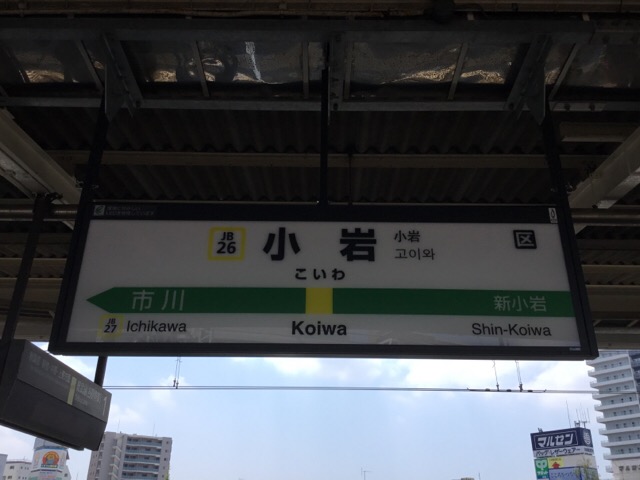 JB
26
小岩
小岩
고이와
区
こいわ
市川
新小岩
JB
27
Ichikawa
Koiwa
Shin-Koiwa
マルセン